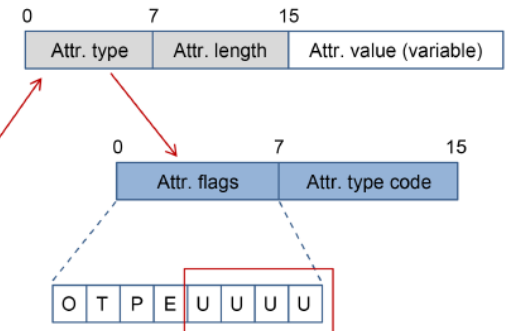 0 7 15
Attr. type Attr. length Attr. value (variable)
0 7 15
Attr. flags Attr. type code
O T P E U U U U